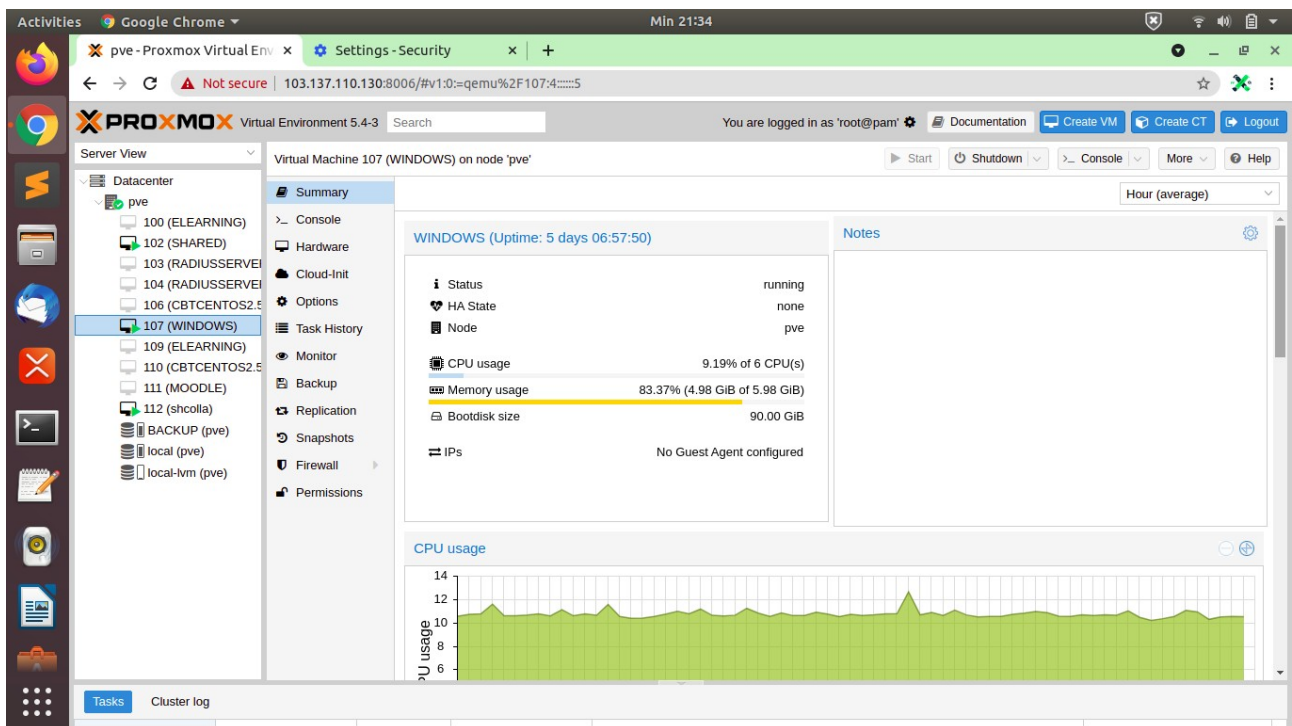 Activities Google Chrome Min 21:34
pve - Proxmox Virtual Env Settings - Security
Not secure 103.137.110.130:8006/#v1:0:=qemu%2F107:4::::::5
PROXMOX Virtual Environment 5.4-3 Search You are logged in as 'root@pam' Documentation Create VM Create CT Logout
Server View
Datacenter
pve
100 (ELEARNING)
102 (SHARED)
103 (RADIUSSERVE
104 (RADIUSSERVE
106 (CBTCENTOS2.5
107 (WINDOWS)
109 (ELEARNING)
110 (CBTCENTOS2.5
111 (MOODLE)
112 (shcolla)
BACKUP (pve)
local (pve)
local-lvm (pve)
Virtual Machine 107 (WINDOWS) on node 'pve' Start Shutdown >_ Console More Help
Summary
>_ Console
Hardware
Cloud-Init
Options
Task History
Monitor
Backup
Replication
Snapshots
Firewall
Permissions
Hour (average)
WINDOWS (Uptime: 5 days 06:57:50)
Status running
HA State none
Node pve
CPU usage 9.19% of 6 CPU(s)
Memory usage 83.37% (4.98 GiB of 5.98 GiB)
Bootdisk size 90.00 GiB
IPs No Guest Agent configured
Notes
CPU usage
14
12
10
8
6
PU usage
Tasks Cluster log